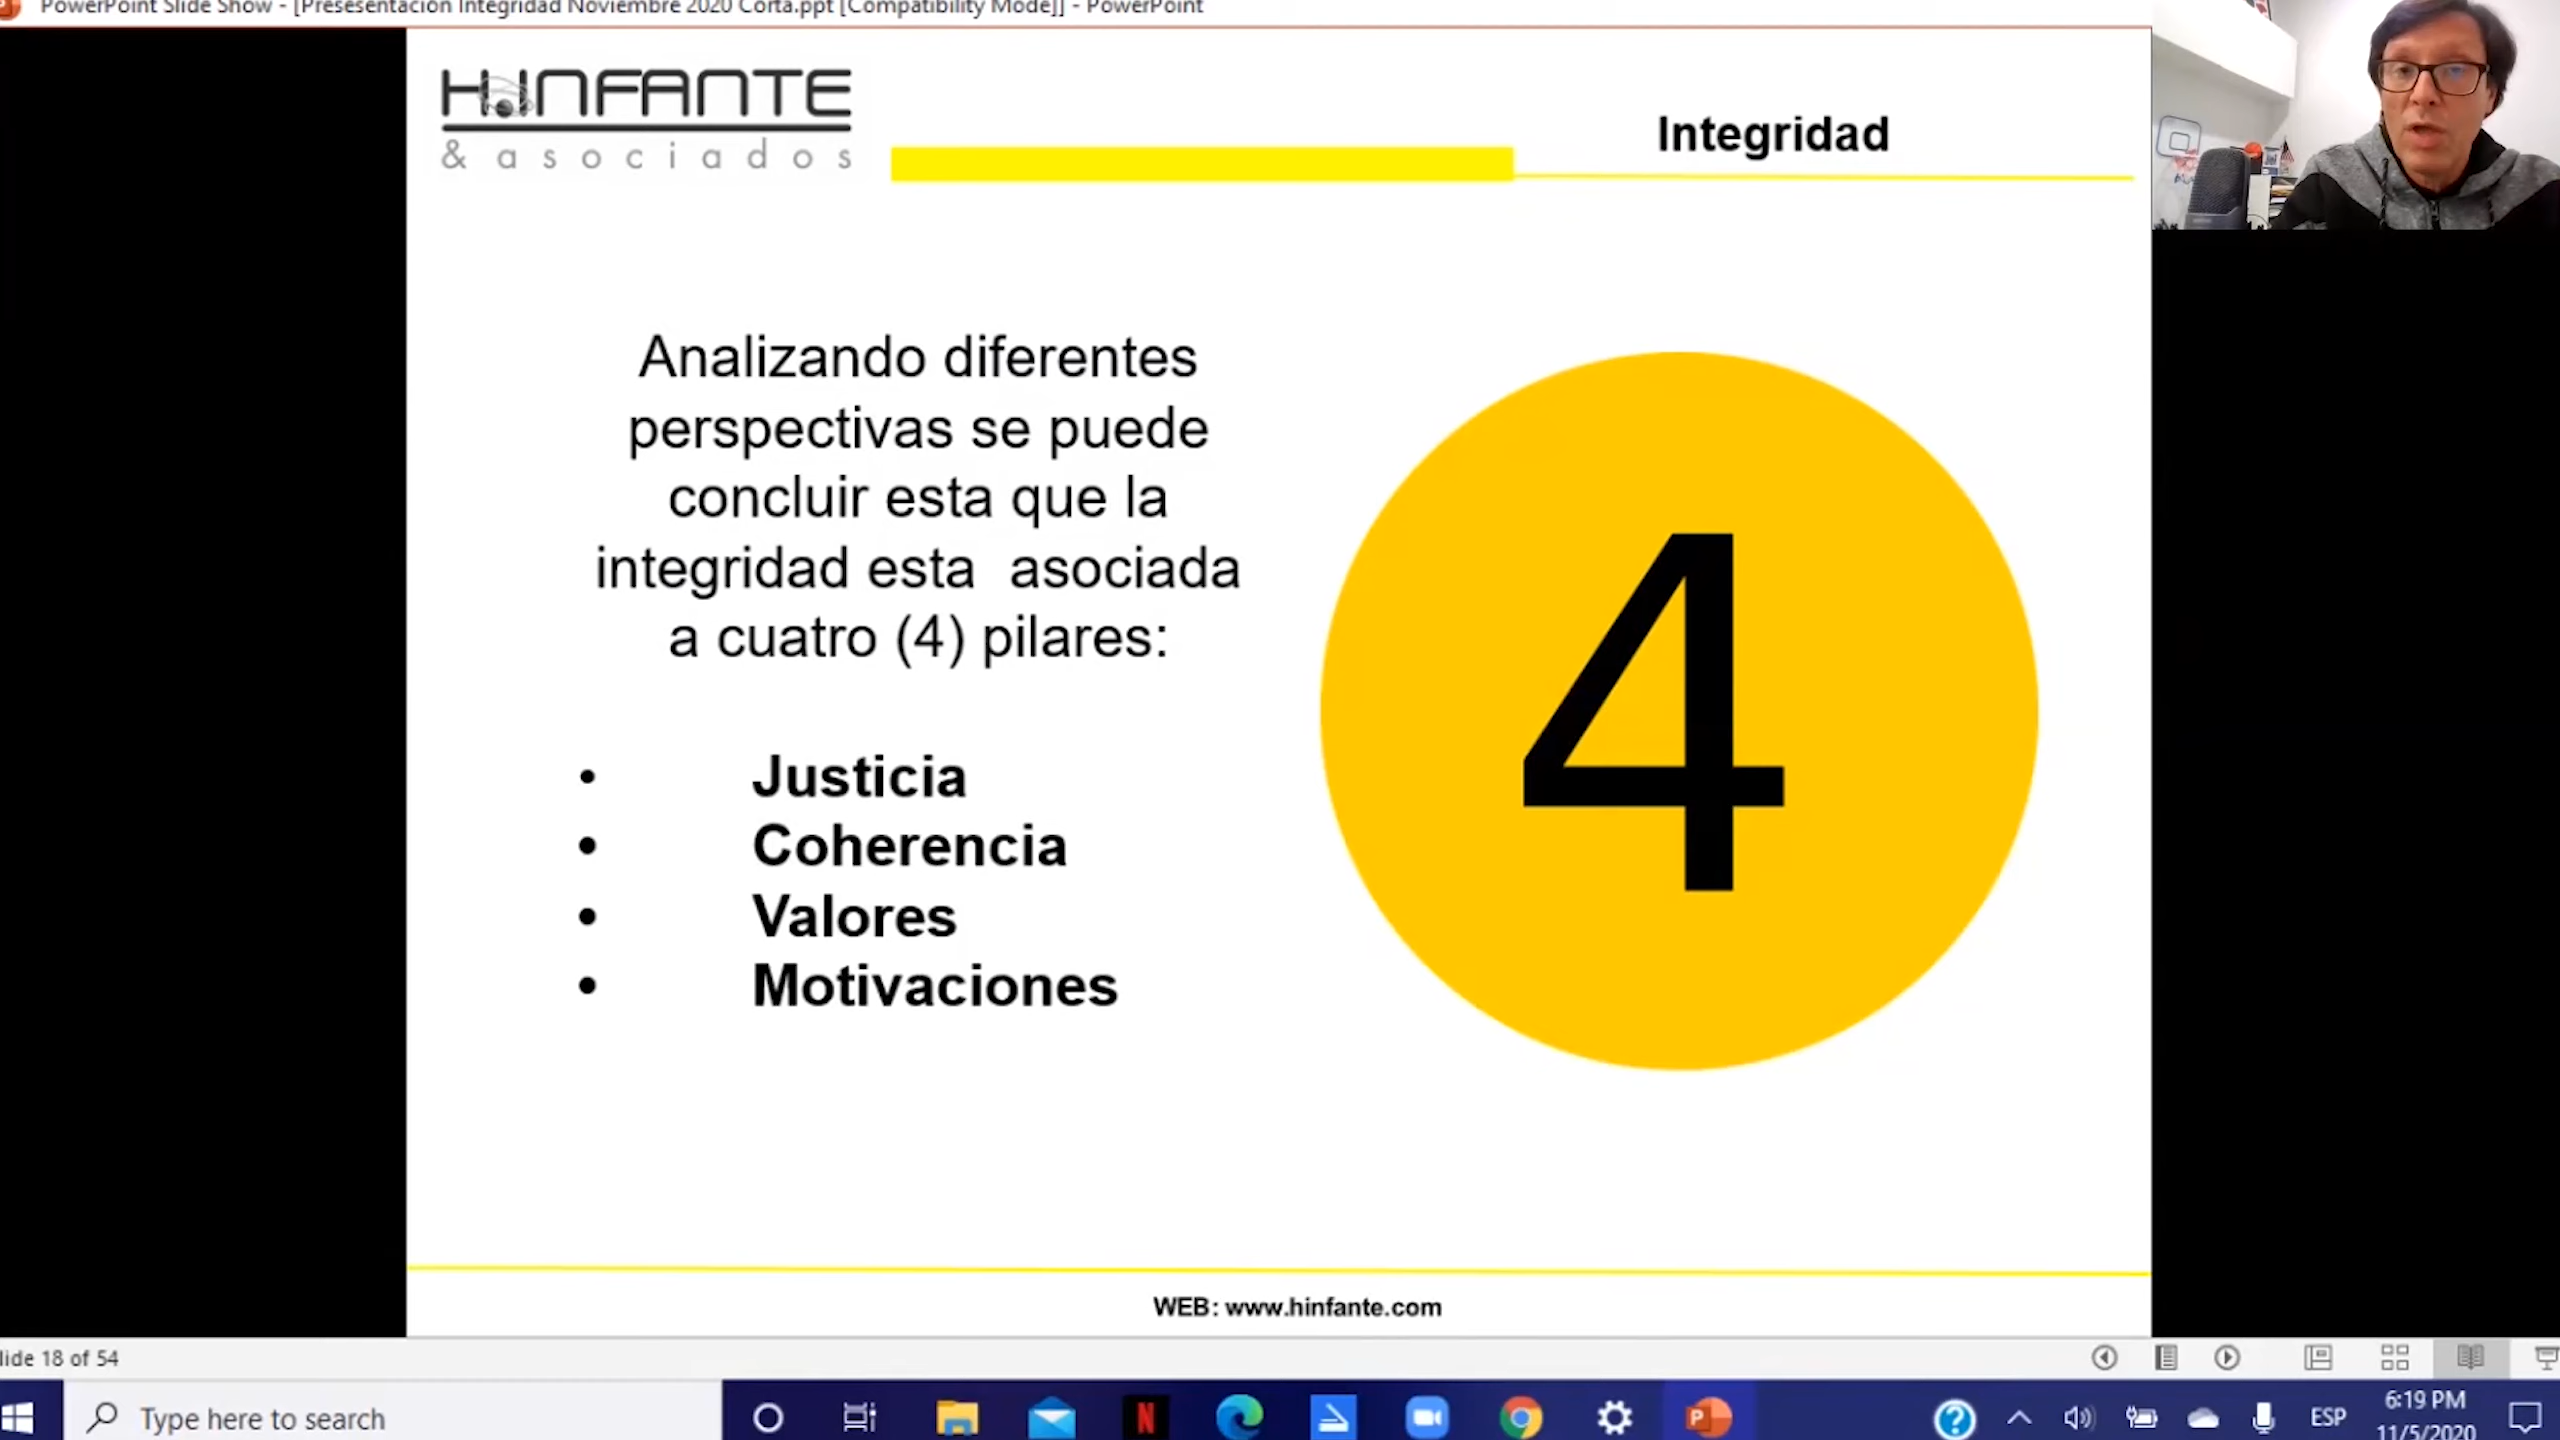 PowerPoint Slide Show - [Presesentación Integridad Noviembre 2020 Corta.ppt [Compatibility Mode]] - PowerPoint
H.INFANTE
& asociados
Integridad
Analizando diferentes
perspectivas se puede
concluir esta que la
integridad esta  asociada
a cuatro (4) pilares:
• Justicia
• Coherencia
• Valores
• Motivaciones
4
WEB: www.hinfante.com
lide 18 of 54
Type here to search
ESP
6:19 PM
11/5/2020